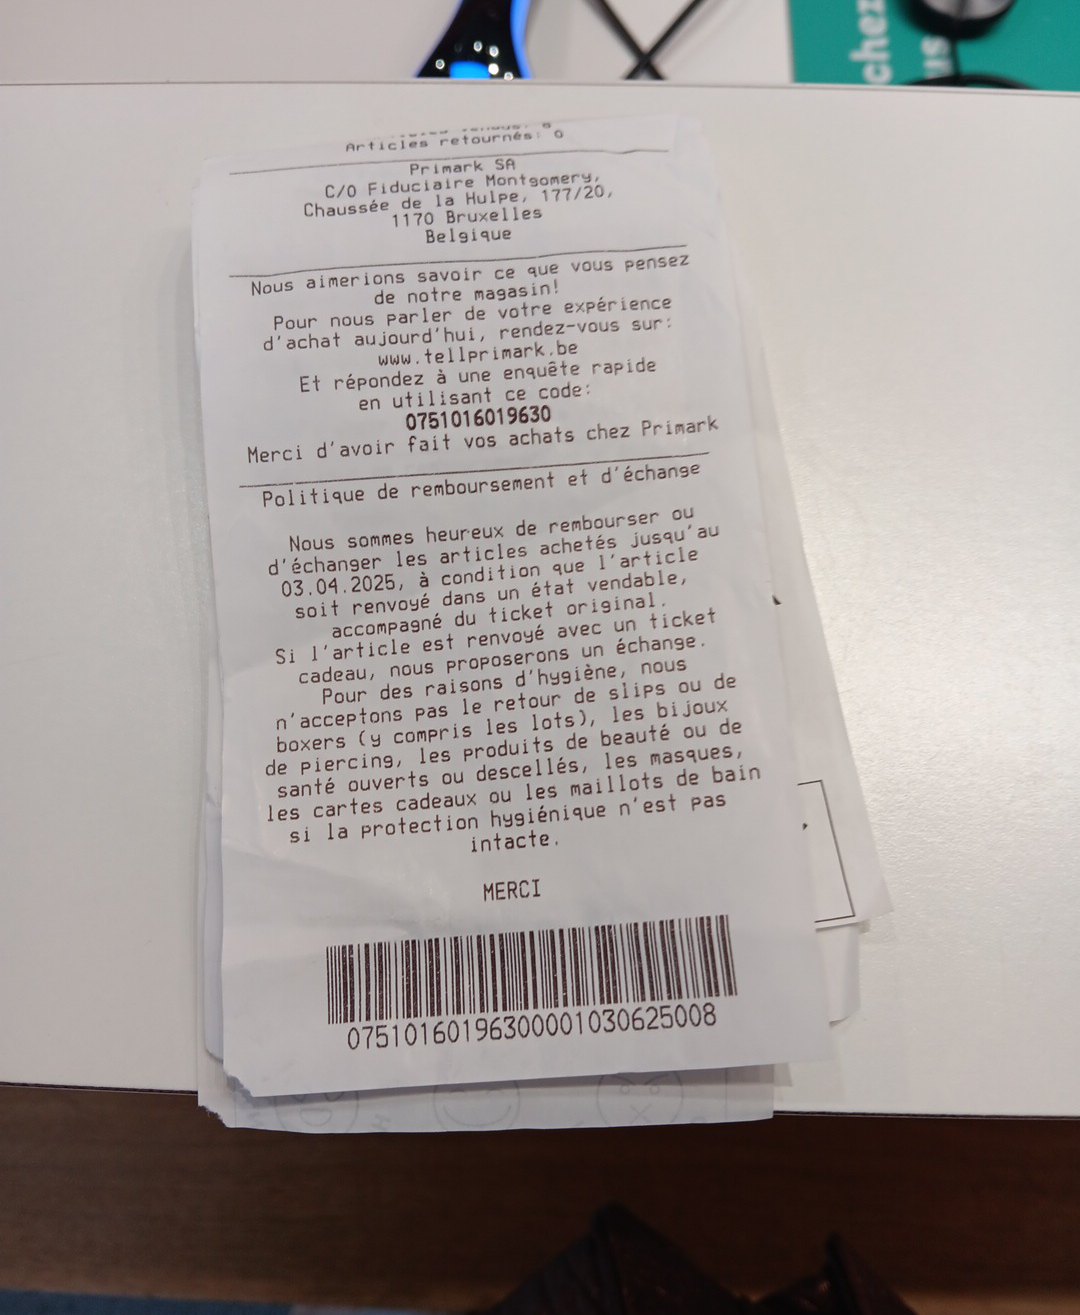 Articles retournés: 0
Primark SA
C/O Fiduciaire Montgomery,
Chaussée de la Hulpe, 177/20,
1170 Bruxelles
Belgique
Nous aimerions savoir ce que vous pensez
de notre magasin!
Pour nous parler de votre expérience
d'achat aujourd'hui, rendez-vous sur:
www.tellprimark.be
Et répondez à une enquête rapide
en utilisant ce code:
0751016019630
Merci d'avoir fait vos achats chez Primark
Politique de remboursement et d'échange
Nous sommes heureux de rembourser ou
d'échanger les articles achetés jusqu'au
03.04.2025, à condition que l'article
soit renvoyé dans un état vendable,
accompagné du ticket original.
Si l'article est renvoyé avec un ticket
cadeau, nous proposerons un échange.
Pour des raisons d'hygiène, nous
n'acceptons pas le retour de slips ou de
boxers (y compris les lots), les bijoux
de piercing, les produits de beauté ou de
santé ouverts ou descellés, les masques,
les cartes cadeaux ou les maillots de bain
si la protection hygiénique n'est pas
intacte.
MERCI
07510160196300001030625008
chez
us